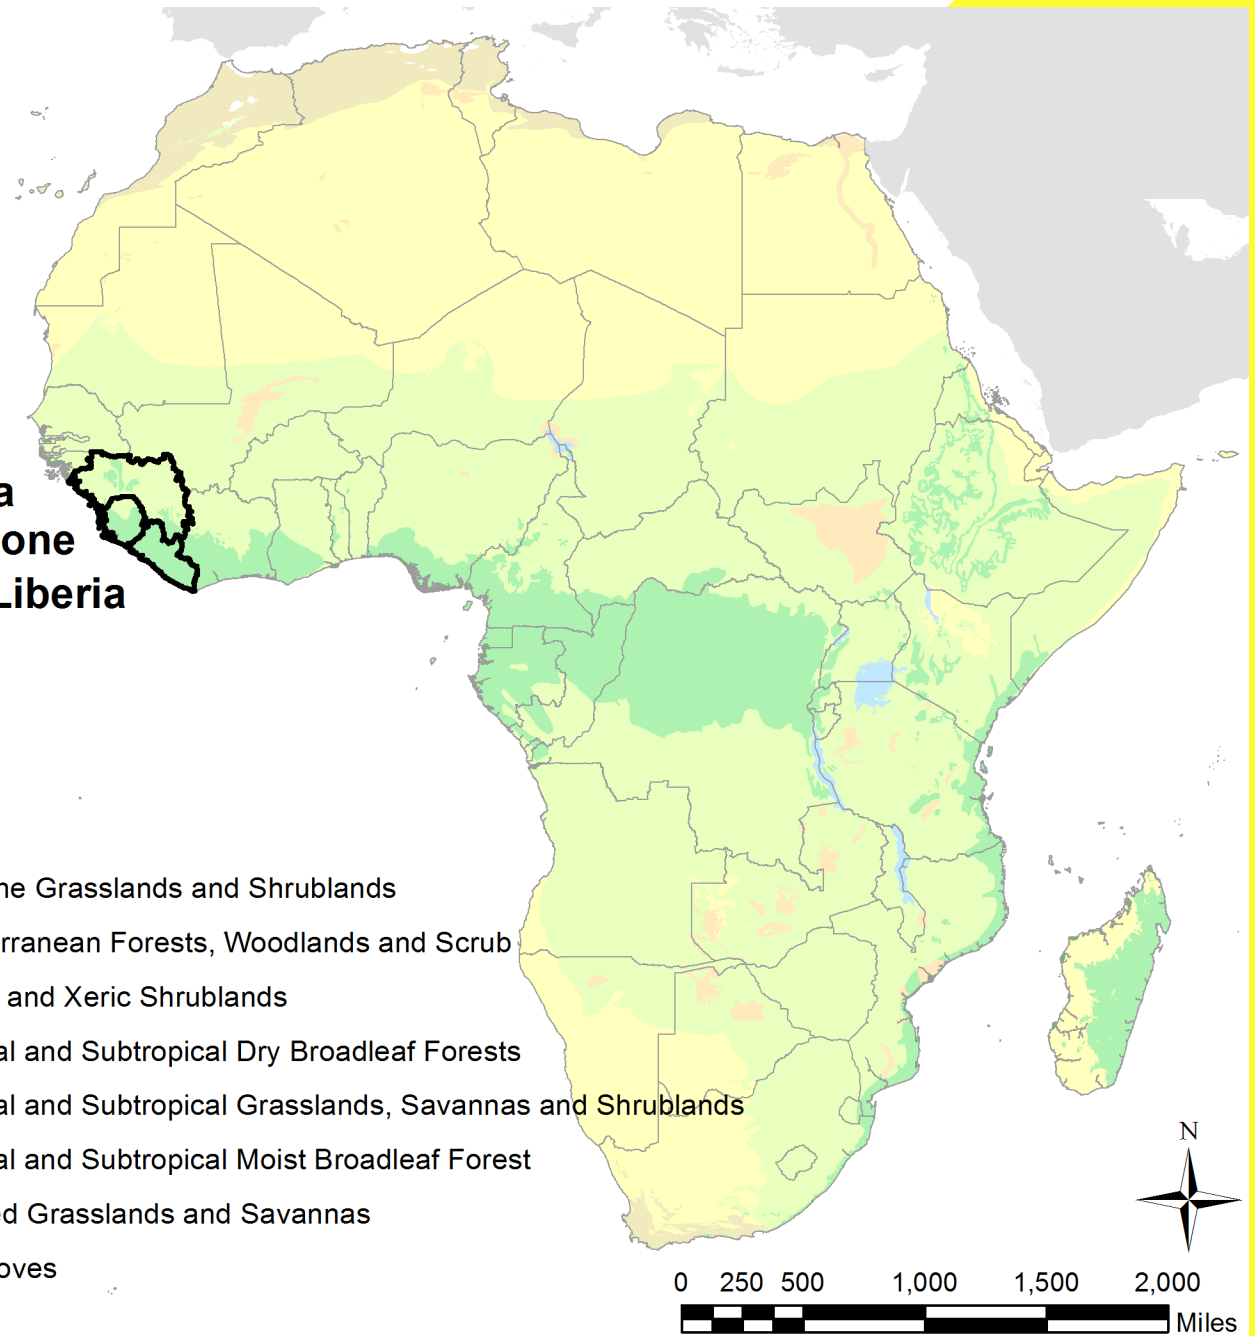 a
one
Liberia
ne Grasslands and Shrublands
rranean Forests, Woodlands and Scrub
and Xeric Shrublands
al and Subtropical Dry Broadleaf Forests
al and Subtropical Grasslands, Savannas and Shrublands
al and Subtropical Moist Broadleaf Forest
ed Grasslands and Savannas
oves
N
0 250 500 1,000 1,500 2,000
Miles